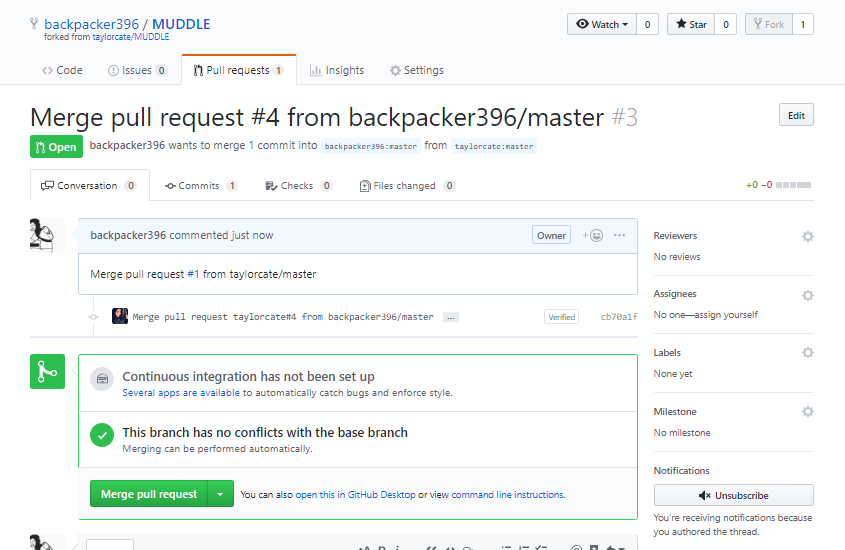 backpacker396 / MUDDLE
forked from taylorcate/MUDDLE
Watch 0 Star 0 Fork 1
Code Issues 0 Pull requests 1 Insights Settings
Merge pull request #4 from backpacker396/master #3
Edit
Open backpacker396 wants to merge 1 commit into backpacker396:master from taylorcate:master
Conversation 0 Commits 1 Checks 0 Files changed 0 +0 −0
backpacker396 commented just now Owner
Merge pull request #1 from taylorcate/master
Merge pull request taylorcate#4 from backpacker396/master … Verified cb70a1f
Continuous integration has not been set up
Several apps are available to automatically catch bugs and enforce style.
This branch has no conflicts with the base branch
Merging can be performed automatically.
Merge pull request You can also open this in GitHub Desktop or view command line instructions.
Reviewers
No reviews
Assignees
No one—assign yourself
Labels
None yet
Milestone
No milestone
Notifications
Unsubscribe
You're receiving notifications because
you authored the thread.